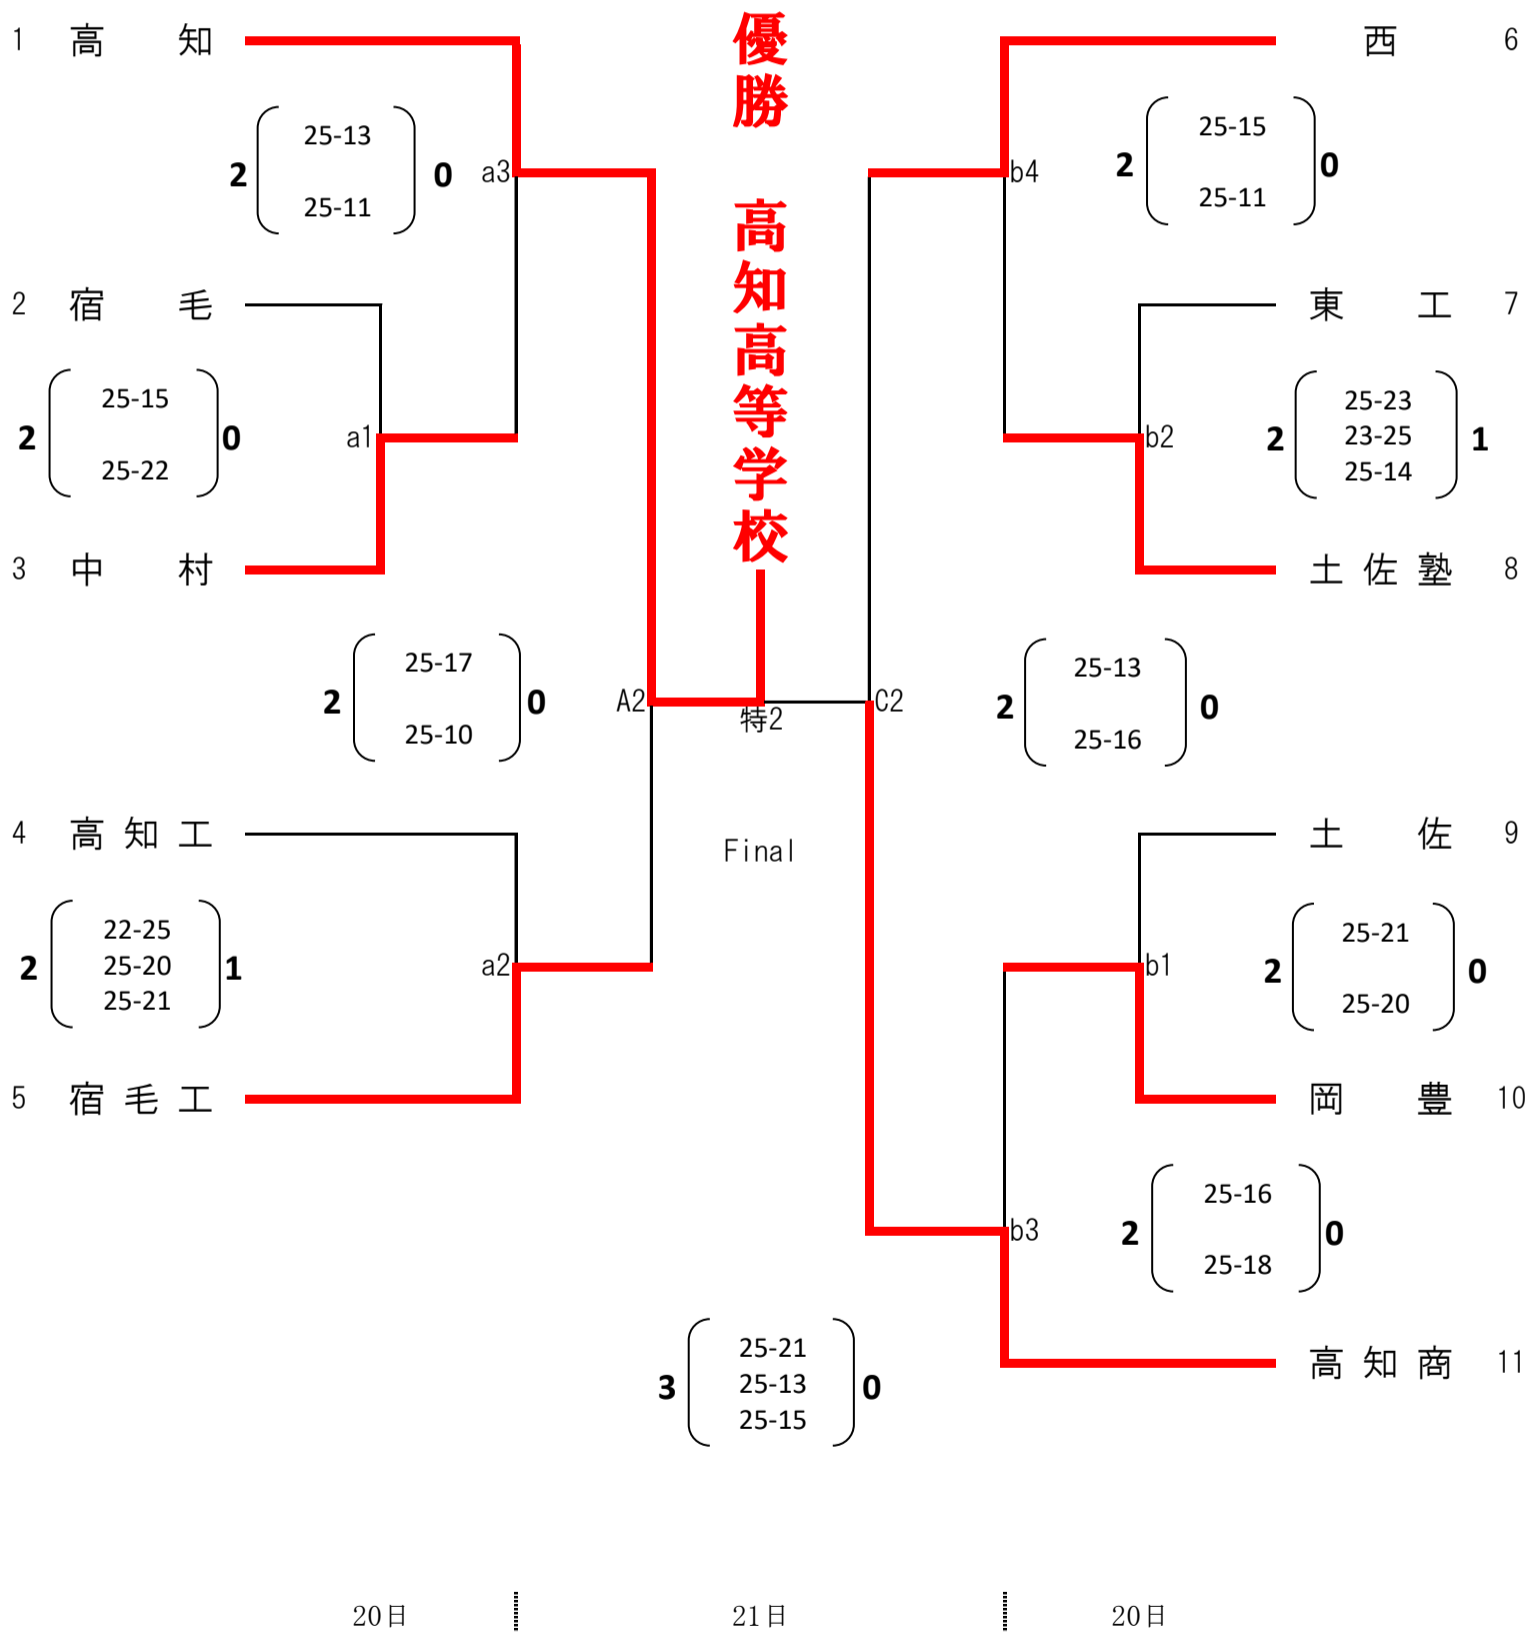 優勝 高知高等学校
1 高知
25-13
2 0
25-11
a3
2 宿毛
25-15
2 0
25-22
a1
3 中村
25-17
2 0
25-10
A2
4 高知工
22-25
2 25-20 1
25-21
a2
5 宿毛工
特2
Final
西 6
25-15
2 0
25-11
b4
東工 7
25-23
2 23-25 1
25-14
b2
土佐塾 8
25-13
2 0
25-16
C2
土佐 9
25-21
2 0
25-20
b1
岡豊 10
25-16
2 0
25-18
b3
高知商 11
25-21
3 25-13 0
25-15
20日 21日 20日